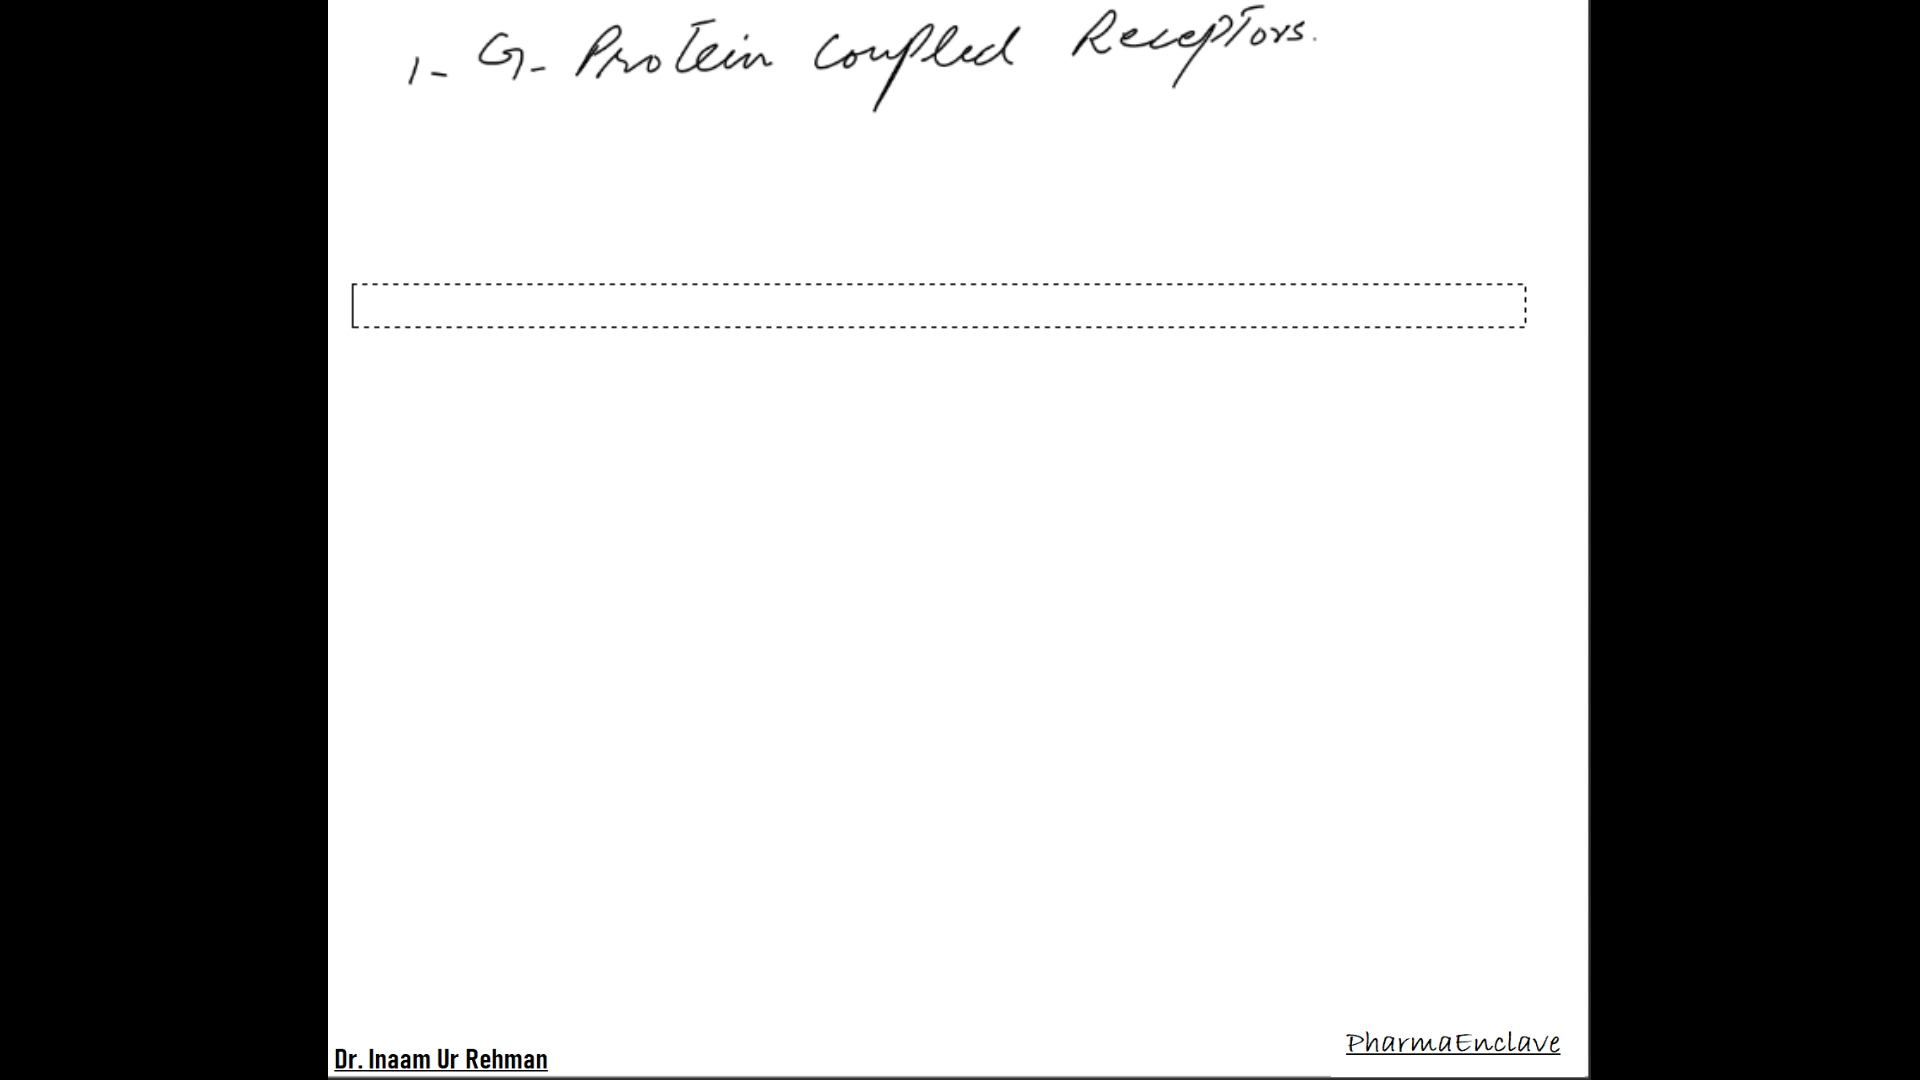 1- G- Protein Coupled Receptors.
PharmaEnclave
Dr. Inaam Ur Rehman